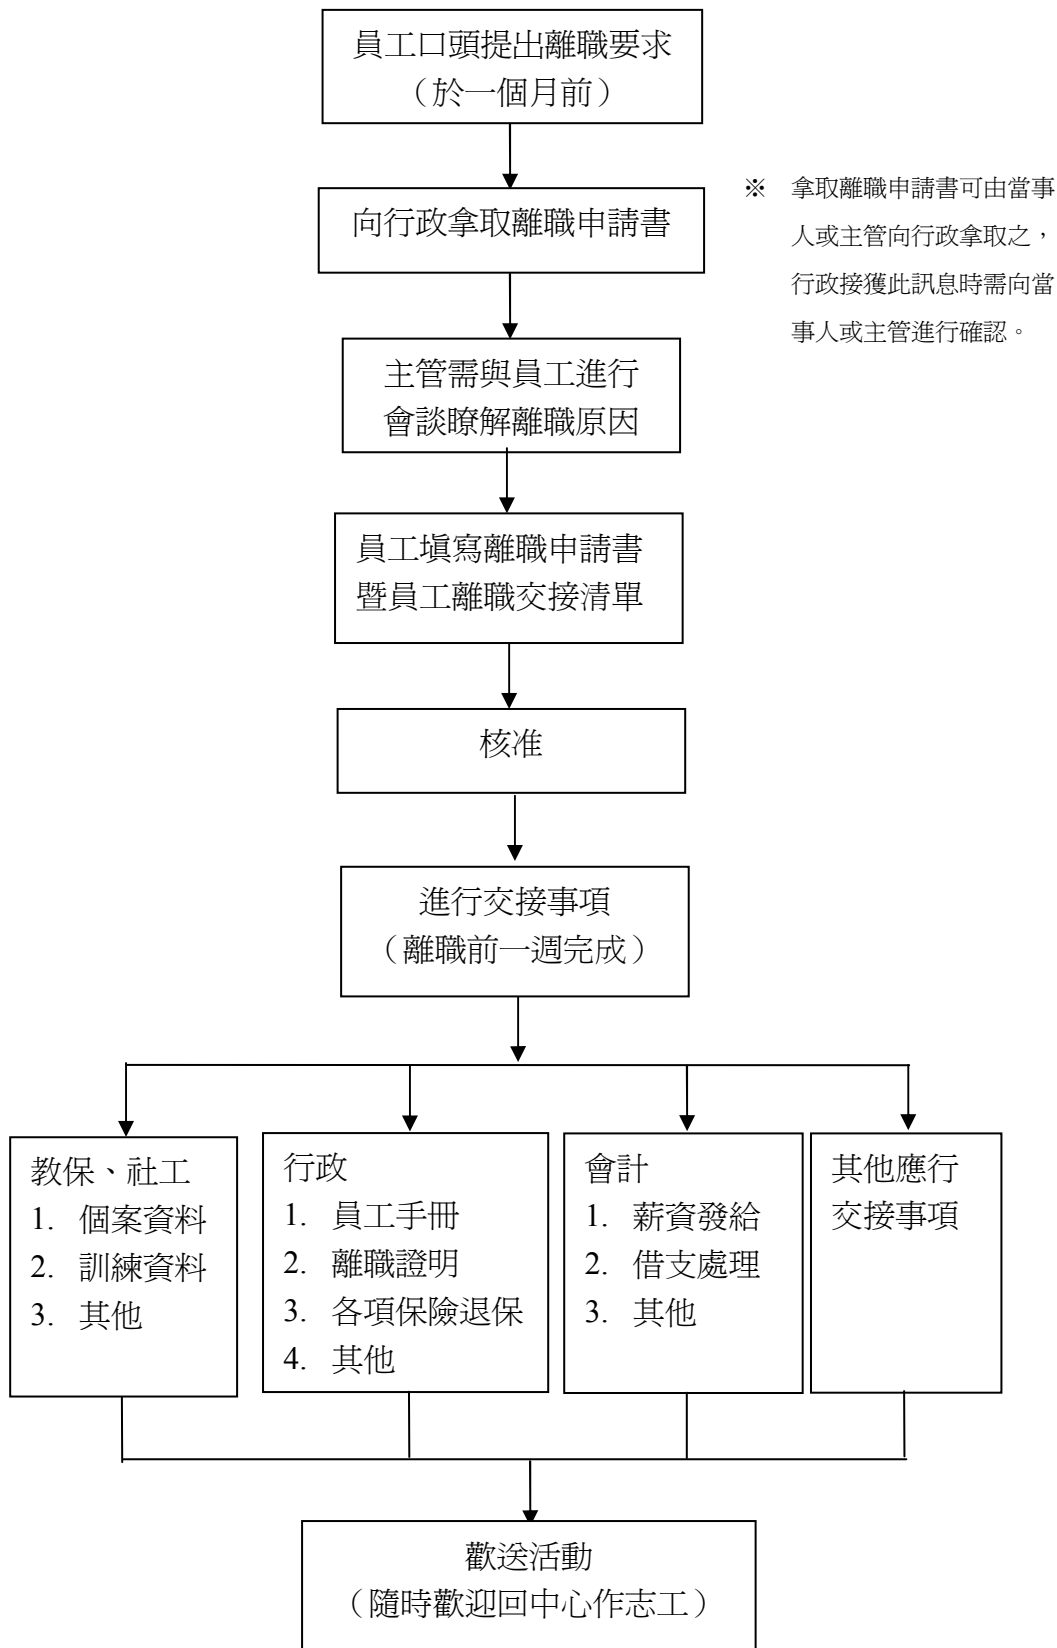 員工口頭提出離職要求
（於一個月前）
向行政拿取離職申請書
※ 拿取離職申請書可由當事
人或主管向行政拿取之，
行政接獲此訊息時需向當
事人或主管進行確認。
主管需與員工進行
會談瞭解離職原因
員工填寫離職申請書
暨員工離職交接清單
核准
進行交接事項
（離職前一週完成）
教保、社工
1. 個案資料
2. 訓練資料
3. 其他
行政
1. 員工手冊
2. 離職證明
3. 各項保險退保
4. 其他
會計
1. 薪資發給
2. 借支處理
3. 其他
其他應行
交接事項
歡送活動
（隨時歡迎回中心作志工）